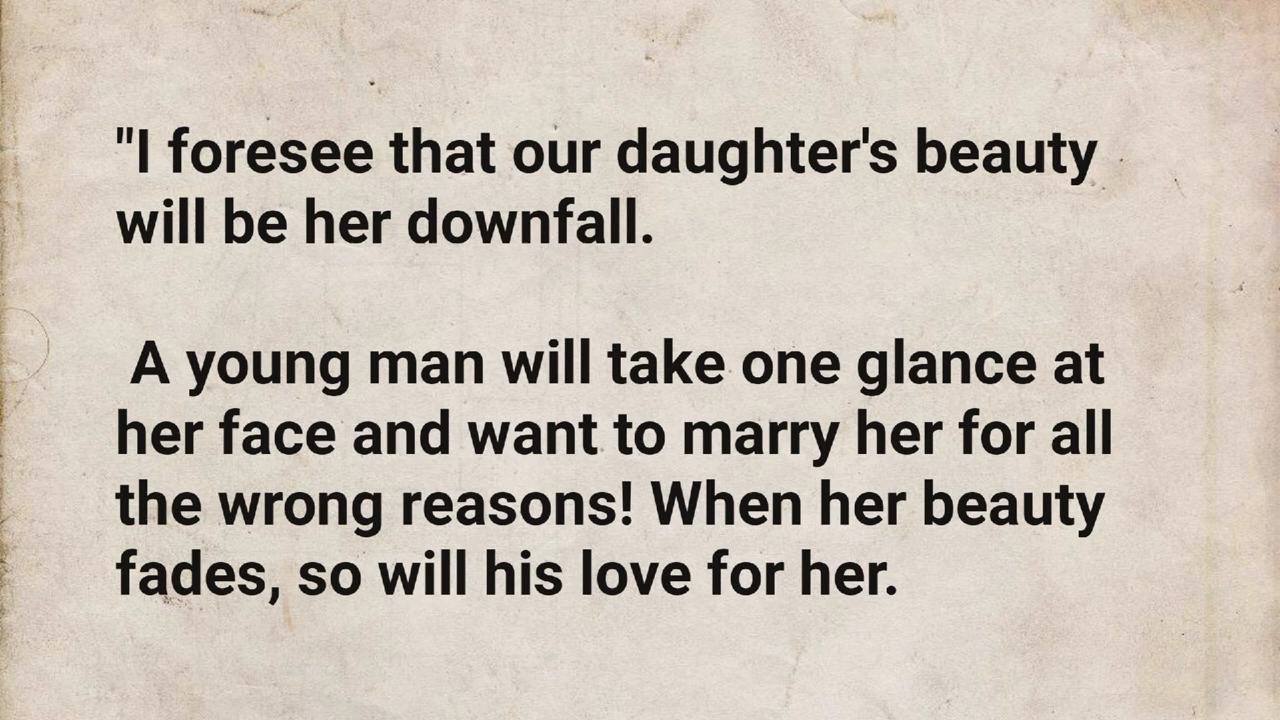 "I foresee that our daughter's beauty
will be her downfall.
A young man will take one glance at
her face and want to marry her for all
the wrong reasons! When her beauty
fades, so will his love for her.